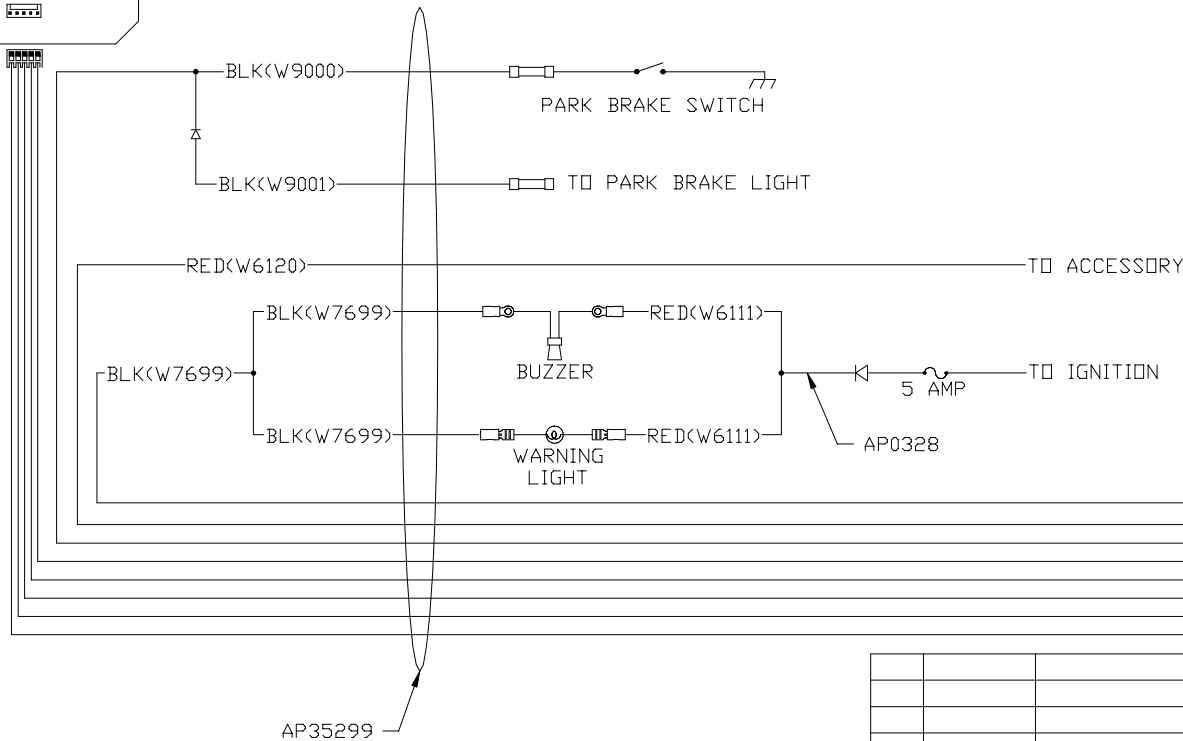 BLK(W9000)
PARK BRAKE SWITCH
BLK(W9001)
TO PARK BRAKE LIGHT
RED(W6120)
TO ACCESSORY
BLK(W7699)
RED(W6111)
BUZZER
BLK(W7699)
TO IGNITION
5 AMP
BLK(W7699)
RED(W6111)
AP0328
WARNING
LIGHT
AP35299